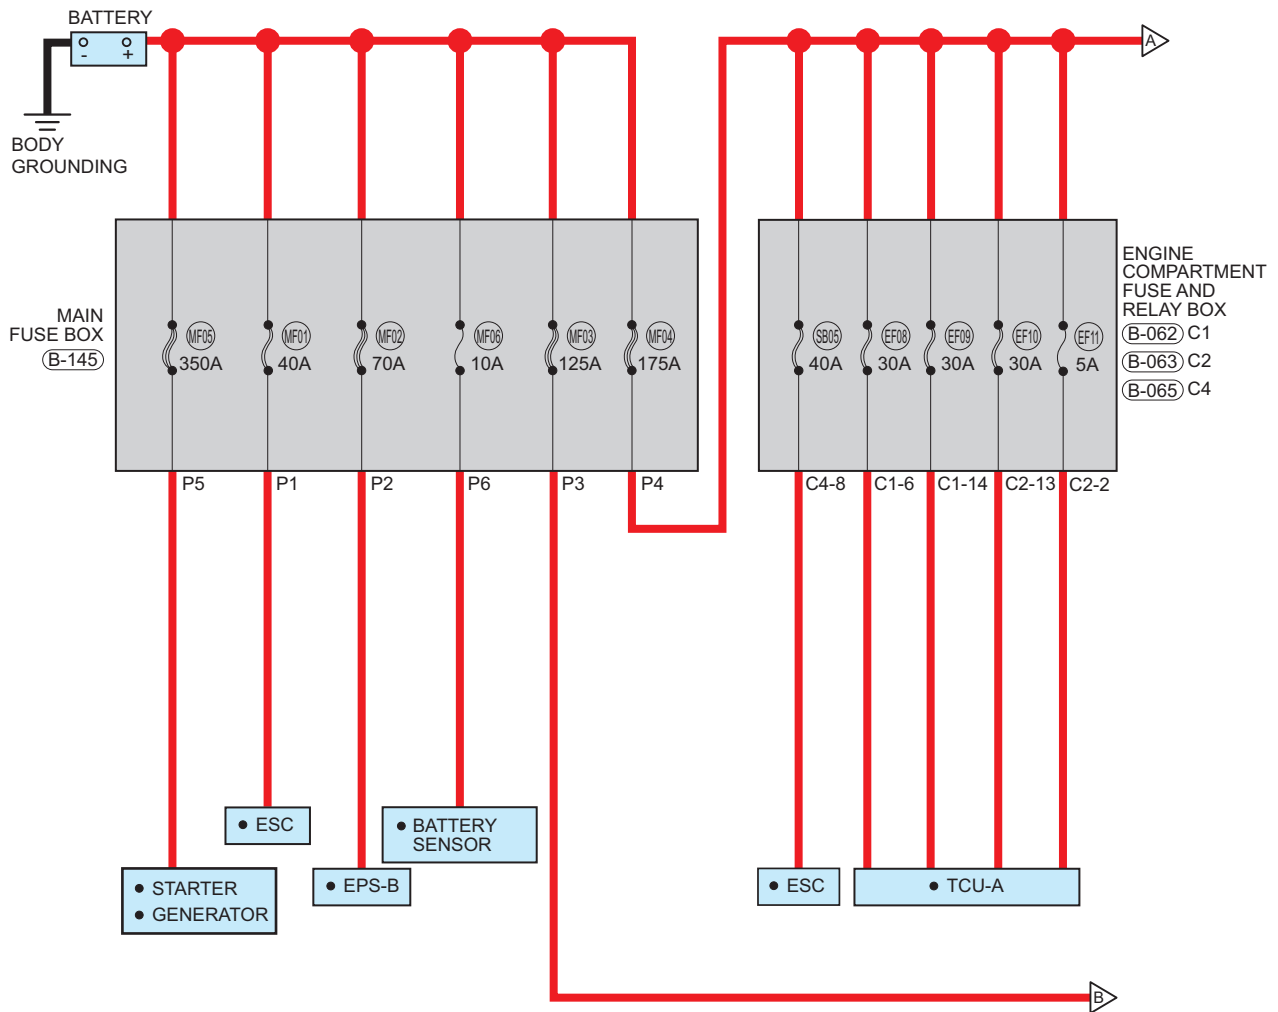 BATTERY
- +
BODY
GROUNDING
A
MAIN
FUSE BOX
B-145
MF05
350A
MF01
40A
MF02
70A
MF06
10A
MF03
125A
MF04
175A
SB05
40A
EF08
30A
EF09
30A
EF10
30A
EF11
5A
ENGINE
COMPARTMENT
FUSE AND
RELAY BOX
B-062 C1
B-063 C2
B-065 C4
P5 P1 P2 P6 P3 P4
C4-8 C1-6 C1-14 C2-13 C2-2
• ESC
• BATTERY
SENSOR
• STARTER
• GENERATOR
• EPS-B
• ESC
• TCU-A
B